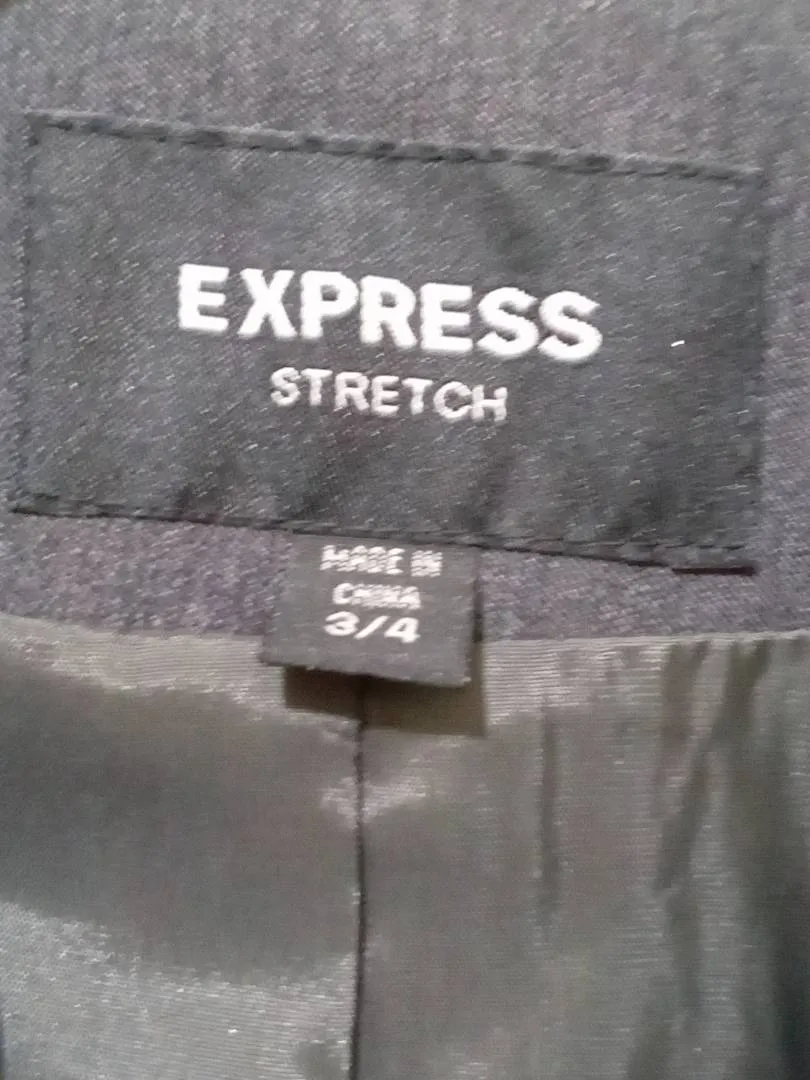 EXPRESS
STRETCH
MADE IN
CHINA
3/4